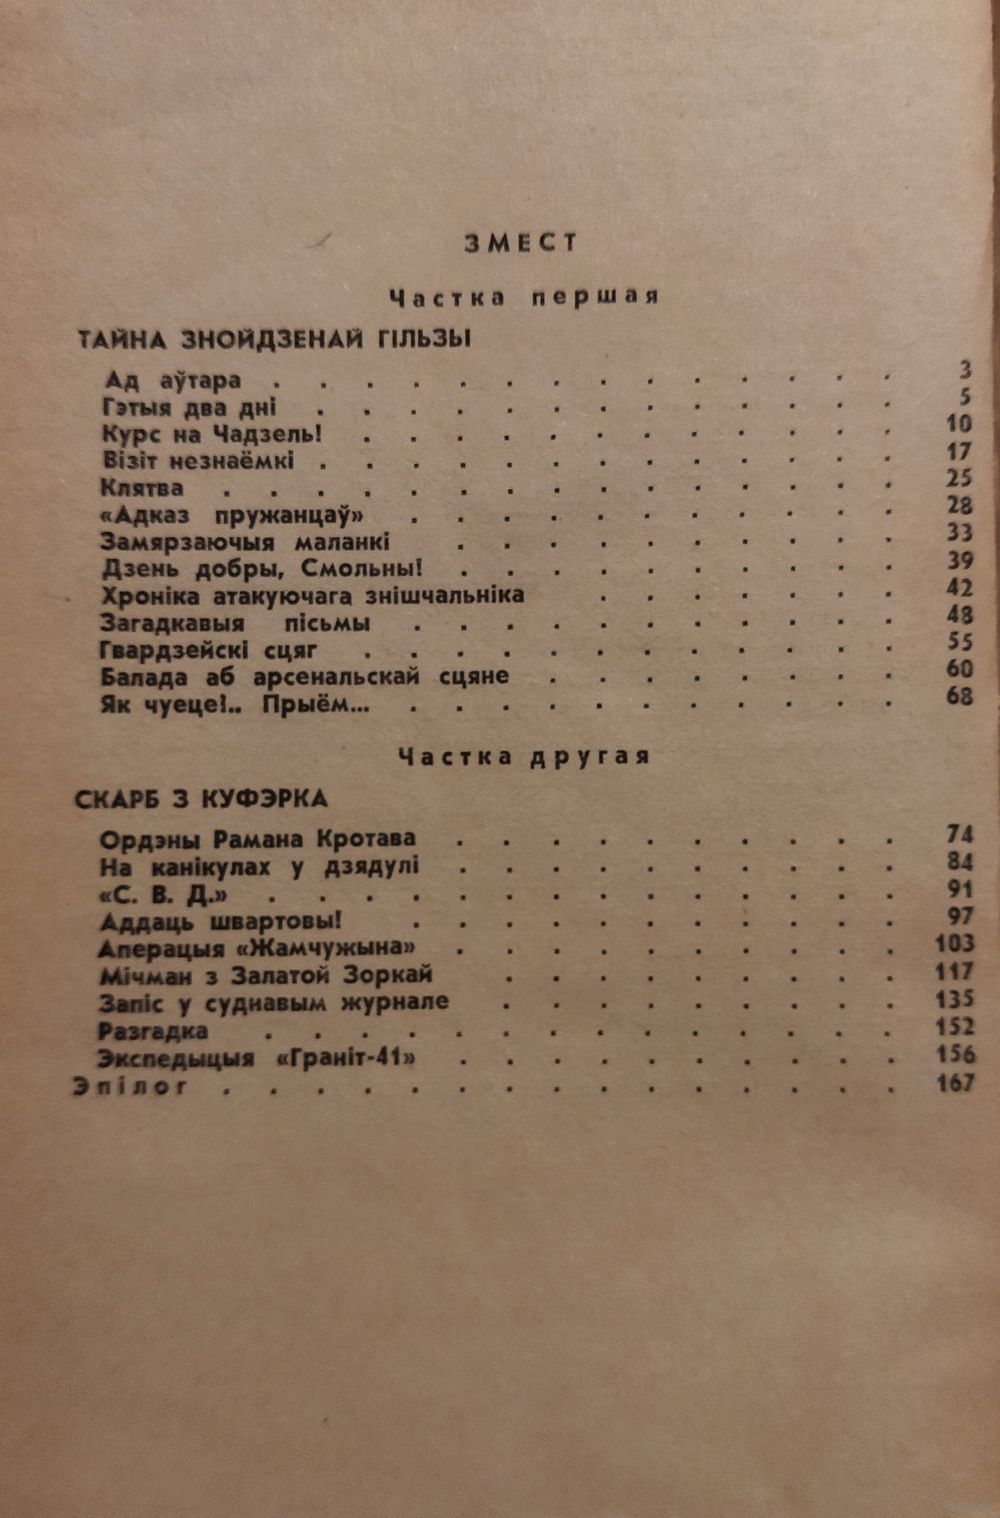 ЗМЕСТ
Частка першая
ТАЙНА ЗНОЙДЗЕНАЙ ГІЛЬЗЫ
Ад аўтара . . . . . . . . . . . . . . 3
Гэтыя два дні . . . . . . . . . . . . . 5
Курс на Чадзель! . . . . . . . . . . . . 10
Візіт незнаёмкі . . . . . . . . . . . . . 17
Клятва . . . . . . . . . . . . . . . 25
«Адказ пружанцаў» . . . . . . . . . . . 28
Замярзаючыя маланкі . . . . . . . . . . 33
Дзень добры, Смольны! . . . . . . . . . . 39
Хроніка атакуючага знішчальніка . . . . . . . 42
Загадкавыя пісьмы . . . . . . . . . . . 48
Гвардзейскі сцяг . . . . . . . . . . . . 55
Балада аб арсенальскай сцяне . . . . . . . . 60
Як чуеце!.. Прыём... . . . . . . . . . . . 68
Частка другая
СКАРБ З КУФЭРКА
Ордэны Рамана Кротава . . . . . . . . . . 74
На канікулах у дзядулі . . . . . . . . . . 84
«С. В. Д.» . . . . . . . . . . . . . . 91
Аддаць швартовы! . . . . . . . . . . . 97
Аперацыя «Жамчужына» . . . . . . . . . . 103
Мічман з Залатой Зоркай . . . . . . . . . 117
Запіс у суднавым журнале . . . . . . . . . 135
Разгадка . . . . . . . . . . . . . . 152
Экспедыцыя «Граніт-41» . . . . . . . . . . 156
Эпілог . . . . . . . . . . . . . . . 167